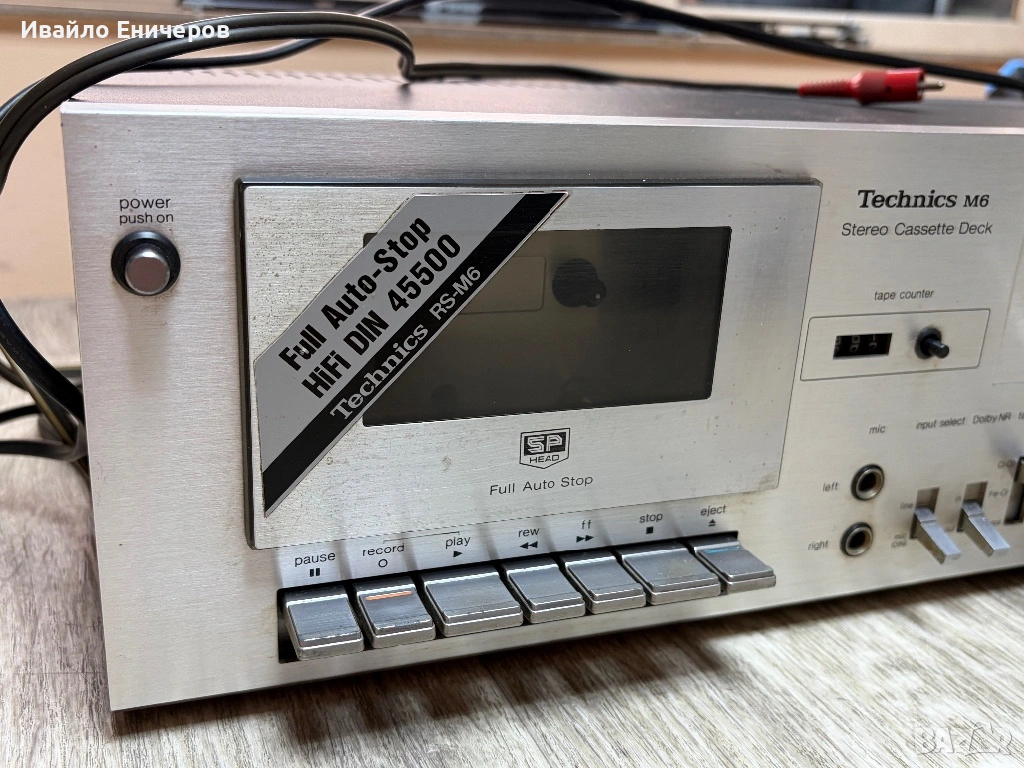 Ивайло Еничеров
power
push on
Full Auto-Stop
HiFi DIN 45500
Technics RS-M6
Technics M6
Stereo Cassette Deck
tape counter
SP
HEAD
Full Auto Stop
mic
input select
Dolby NR
left
right
pause
record
play
rew
ff
stop
eject
BAZAR